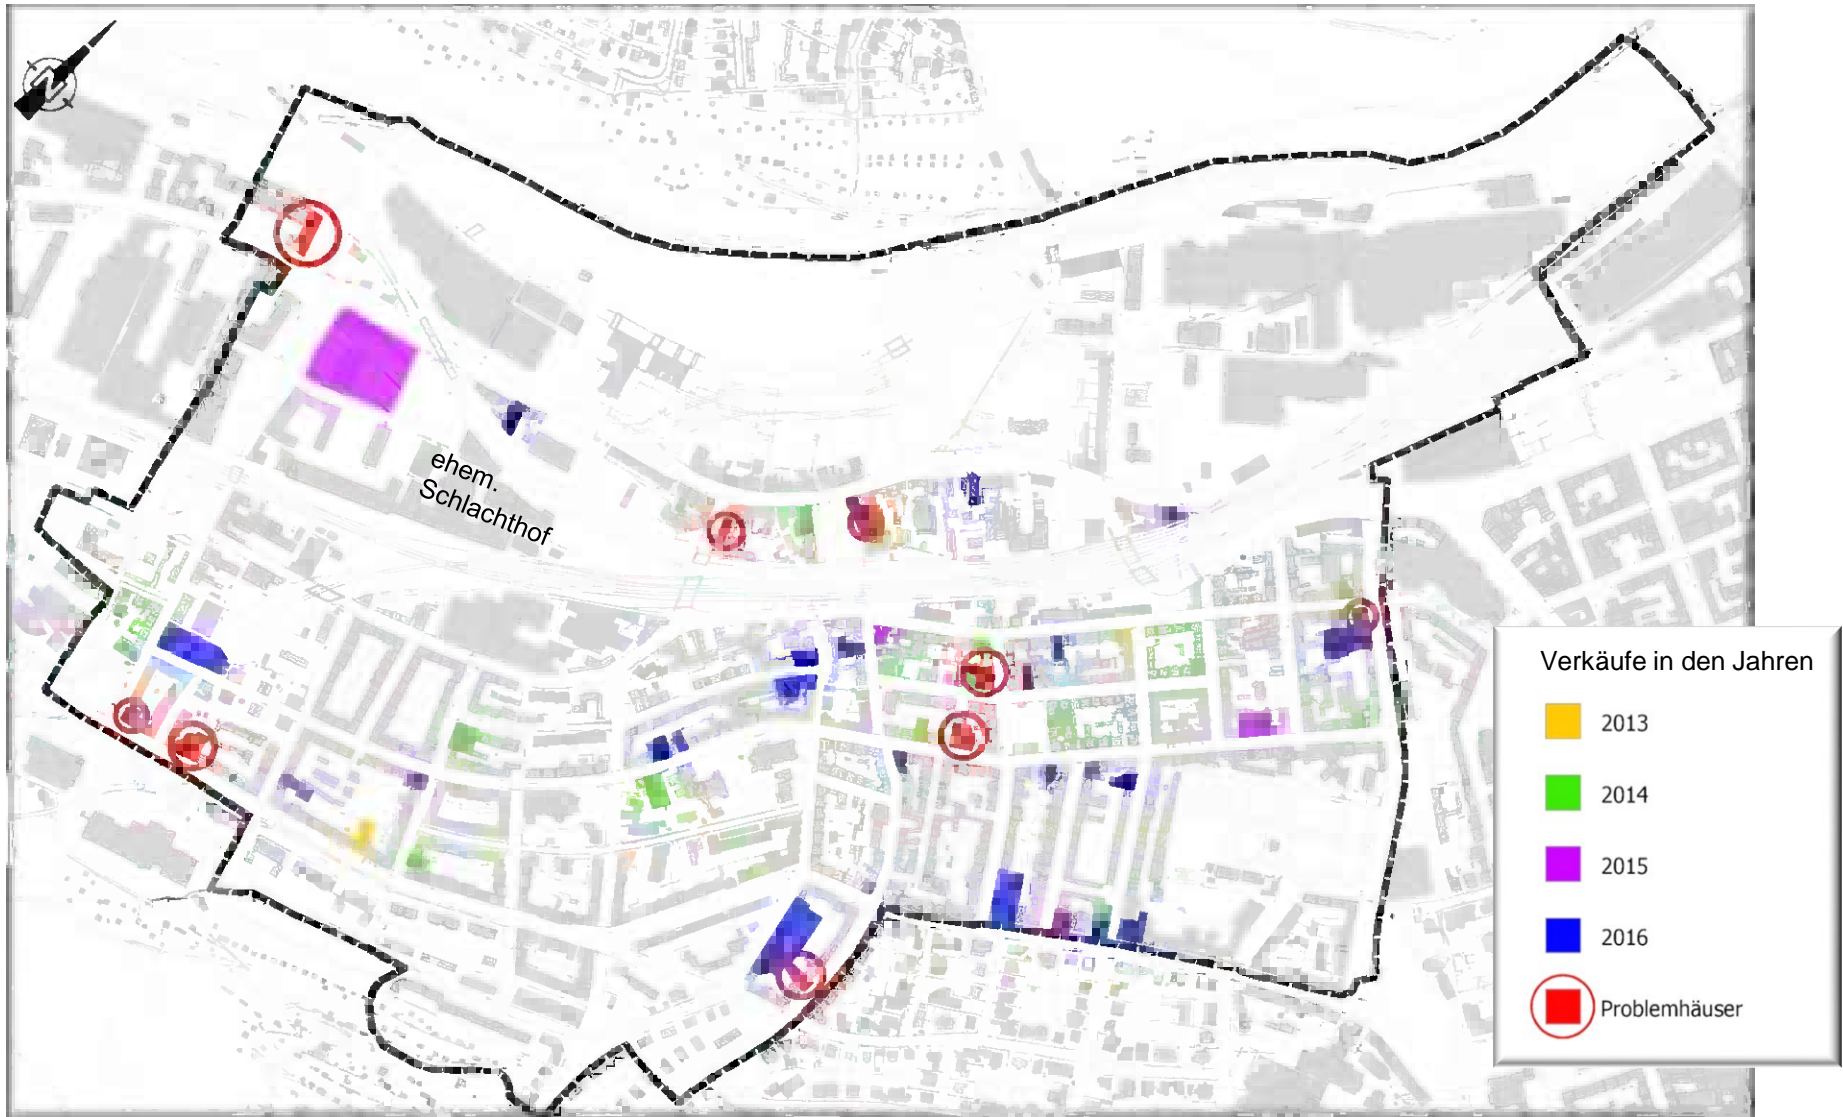 N
ehem.
Schlachthof
Verkäufe in den Jahren
2013
2014
2015
2016
Problemhäuser